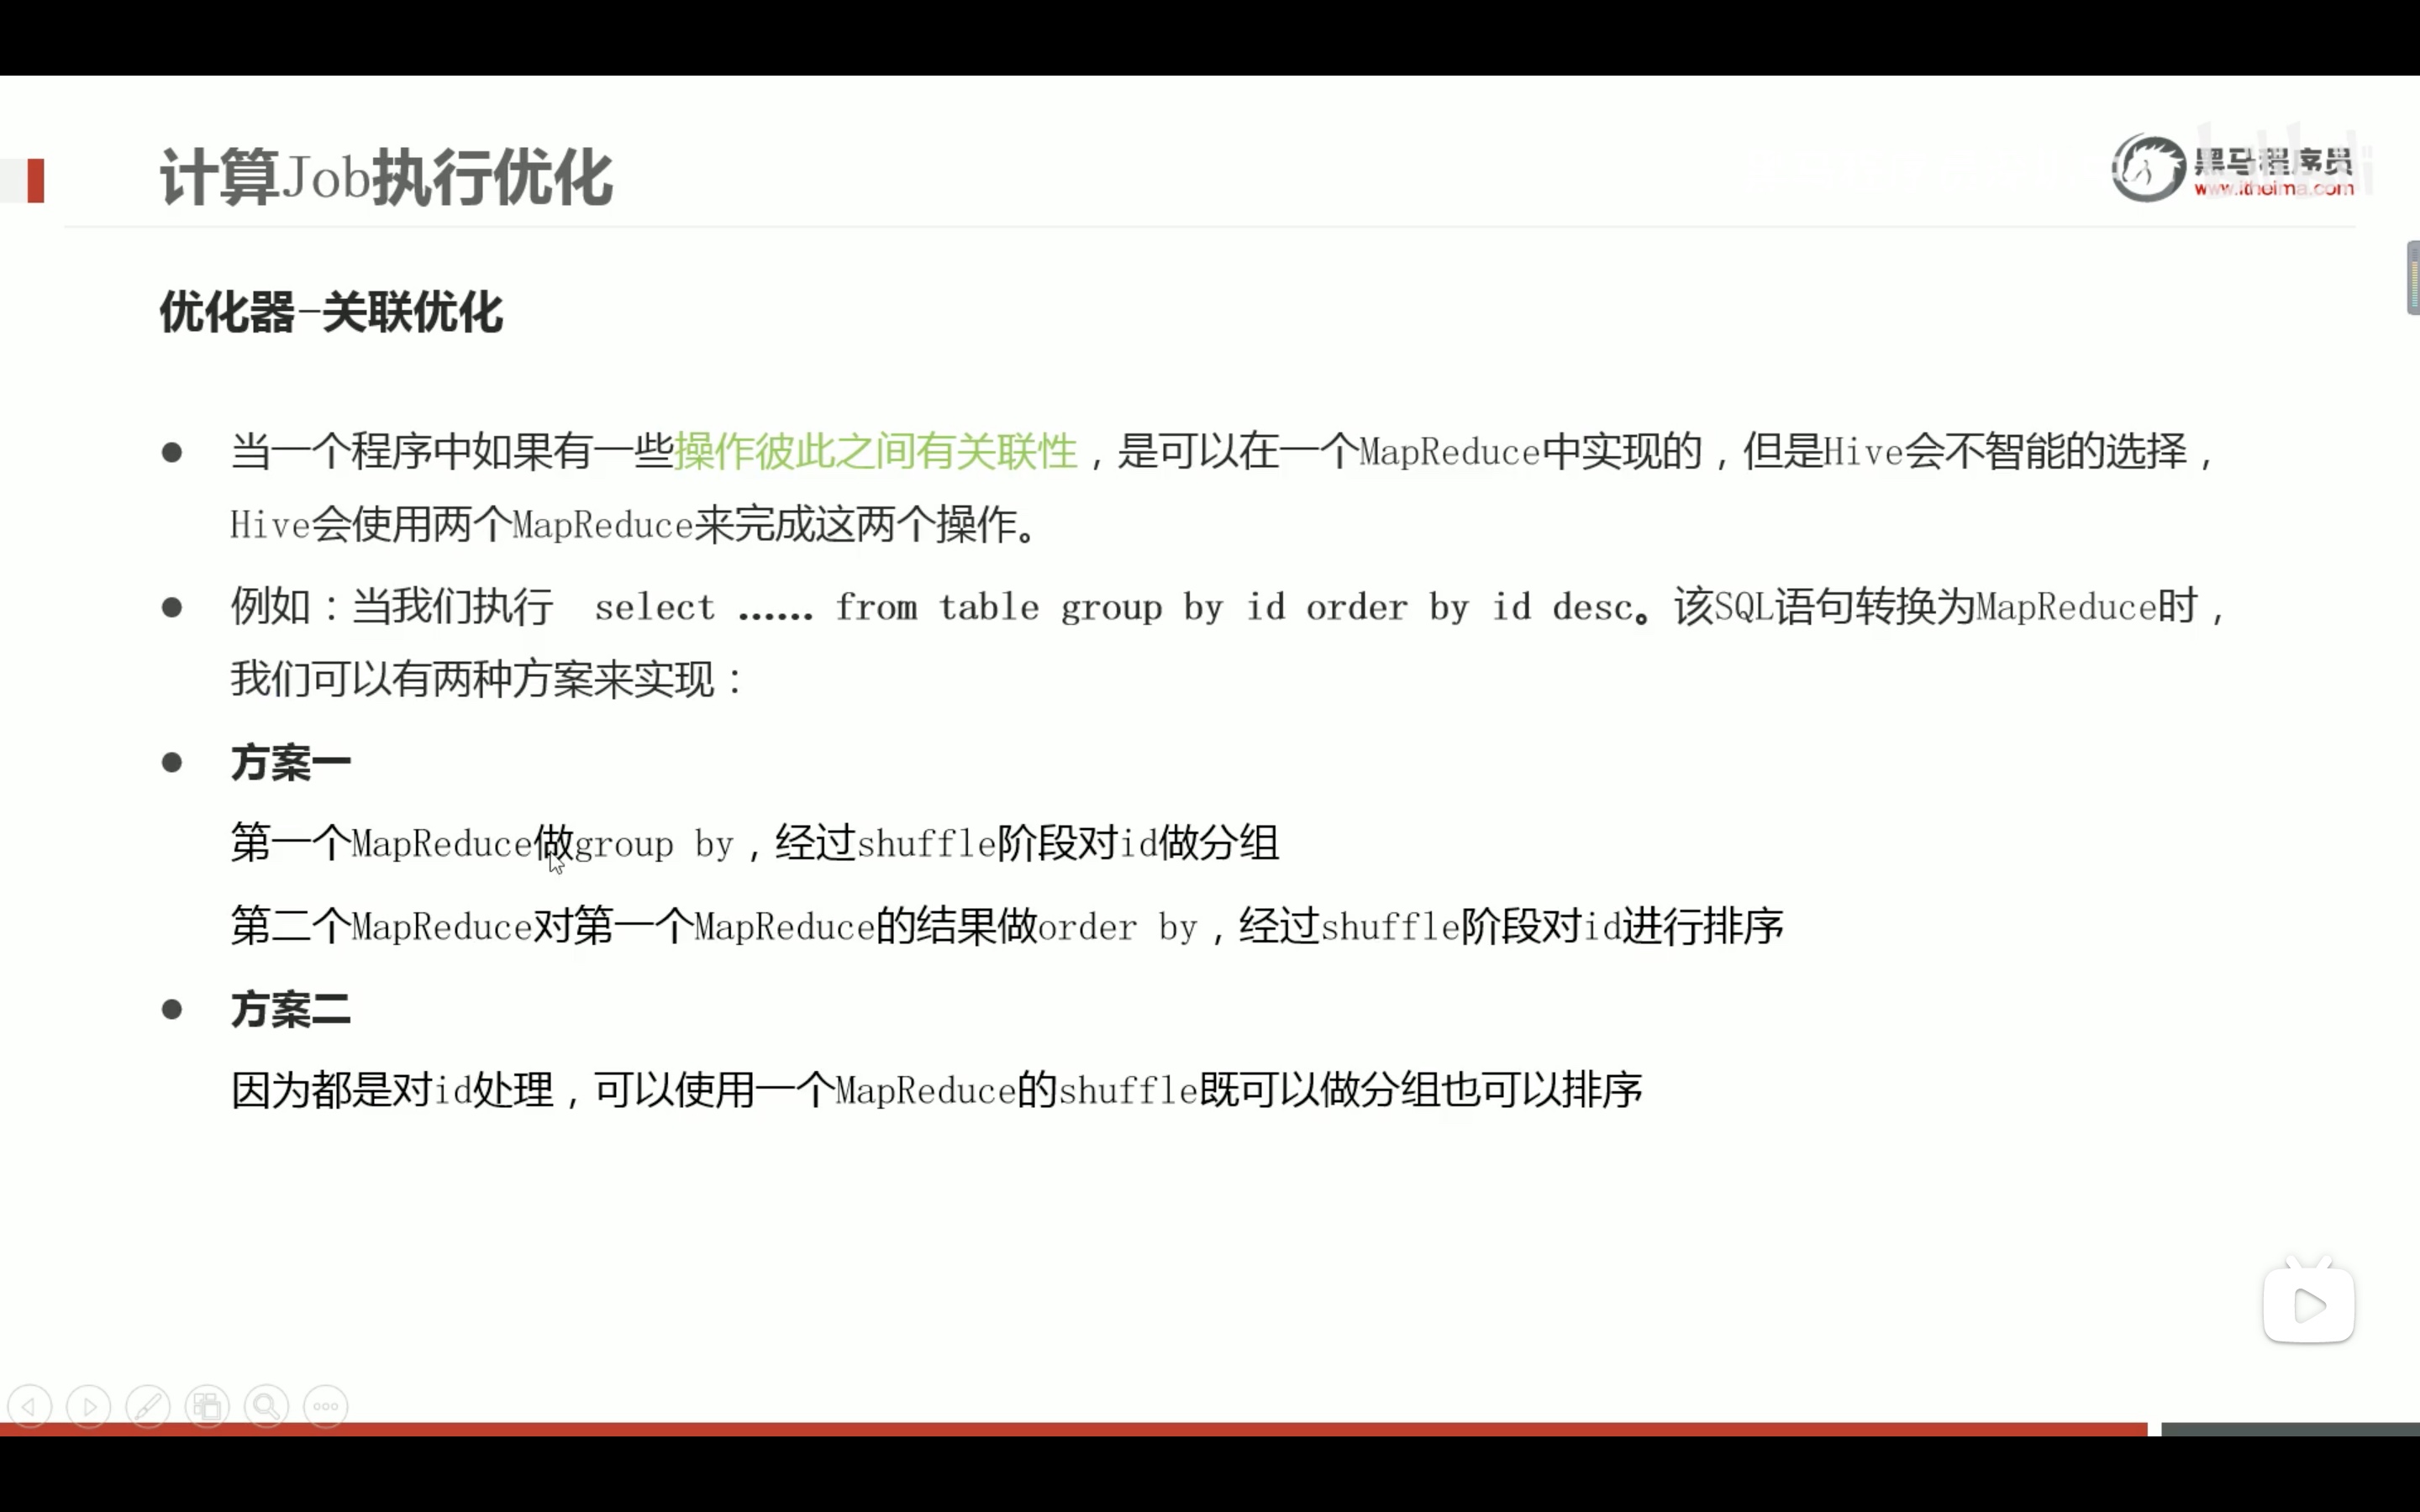 计算Job执行优化
黑马程序员
www.itheima.com
优化器-关联优化
当一个程序中如果有一些操作彼此之间有关联性，是可以在一个MapReduce中实现的，但是Hive会不智能的选择，
Hive会使用两个MapReduce来完成这两个操作。
例如：当我们执行 select …… from table group by id order by id desc。该SQL语句转换为MapReduce时，
我们可以有两种方案来实现：
方案一
第一个MapReduce做group by，经过shuffle阶段对id做分组
第二个MapReduce对第一个MapReduce的结果做order by，经过shuffle阶段对id进行排序
方案二
因为都是对id处理，可以使用一个MapReduce的shuffle既可以做分组也可以排序